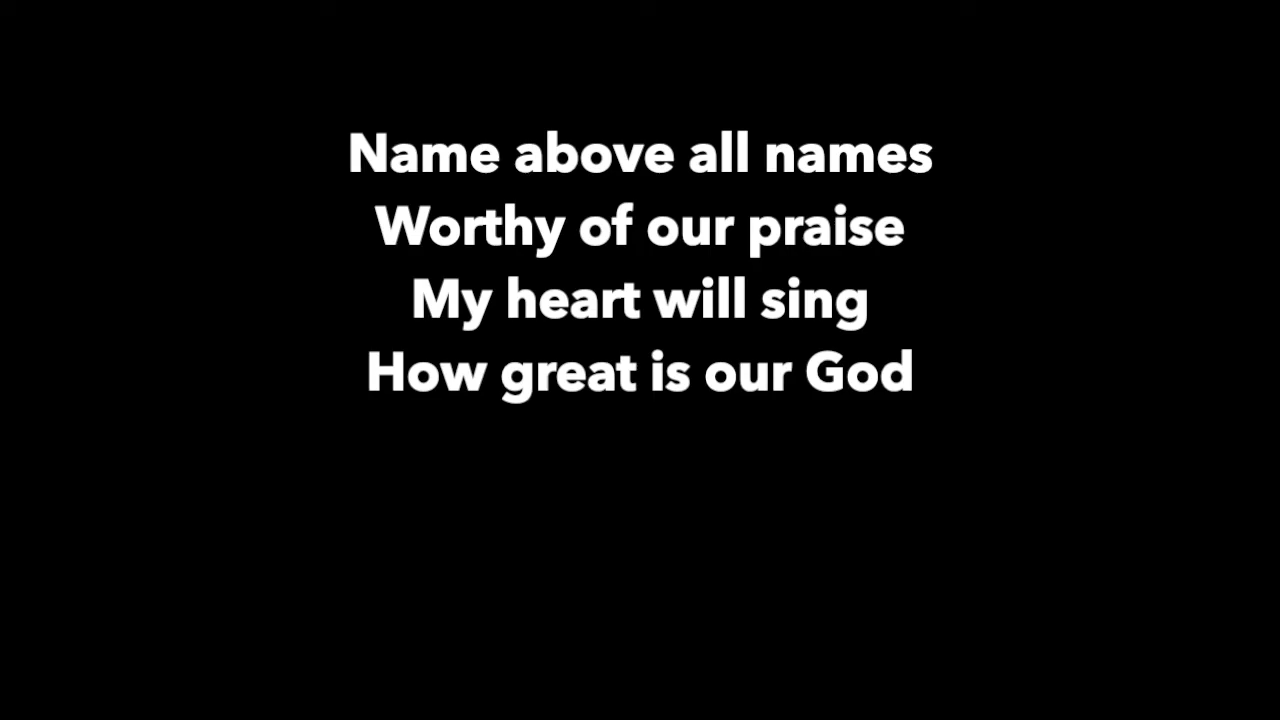 Name above all names
Worthy of our praise
My heart will sing
How great is our God